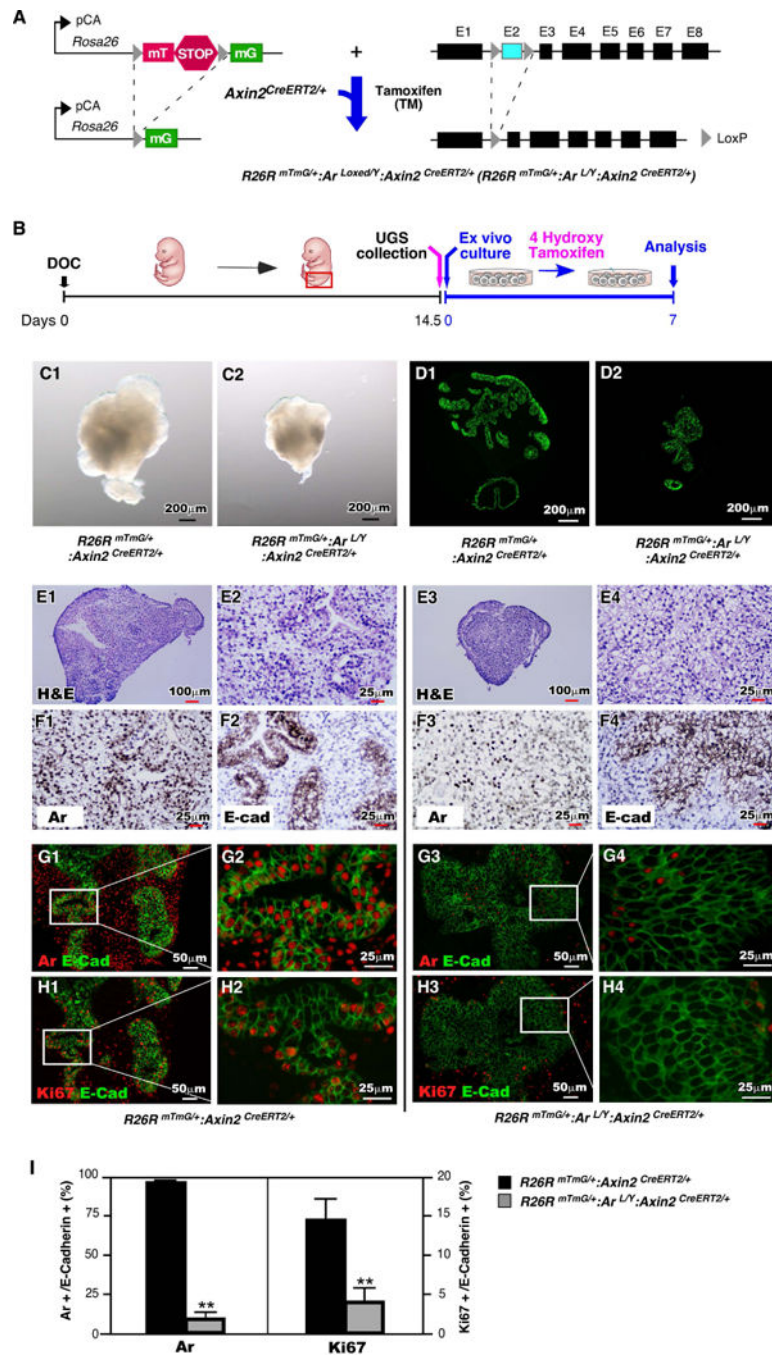 A
pCA
Rosa26
mT
STOP
mG
+
E1 E2 E3 E4 E5 E6 E7 E8
Axin2CreERT2/+
Tamoxifen
(TM)
pCA
Rosa26
mG
LoxP
R26R mTmG/+:Ar Loxed/Y:Axin2 CreERT2/+ (R26R mTmG/+:Ar L/Y:Axin2 CreERT2/+)
B
DOC
UGS
collection
Ex vivo
culture
4 Hydroxy
Tamoxifen
Analysis
Days 0
14.5
0
7
C1
200μm
C2
200μm
D1
200μm
D2
200μm
R26R mTmG/+
:Axin2 CreERT2/+
R26R mTmG/+:Ar L/Y
:Axin2 CreERT2/+
R26R mTmG/+
:Axin2 CreERT2/+
R26R mTmG/+:Ar L/Y
:Axin2 CreERT2/+
E1
H&E
100μm
E2
25μm
E3
H&E
100μm
E4
25μm
F1
Ar
25μm
F2
E-cad
25μm
F3
Ar
25μm
F4
E-cad
25μm
G1
Ar E-Cad
50μm
G2
25μm
G3
Ar E-Cad
50μm
G4
25μm
H1
Ki67 E-Cad
50μm
H2
25μm
H3
Ki67 E-Cad
50μm
H4
25μm
R26R mTmG/+:Axin2 CreERT2/+
R26R mTmG/+:Ar L/Y:Axin2 CreERT2/+
I
Ar + /E-Cadherin + (%)
100
75
50
25
0
**
**
20
15
10
5
0
Ki67 + /E-Cadherin + (%)
Ar
Ki67
R26R mTmG/+:Axin2 CreERT2/+
R26R mTmG/+:Ar L/Y:Axin2 CreERT2/+